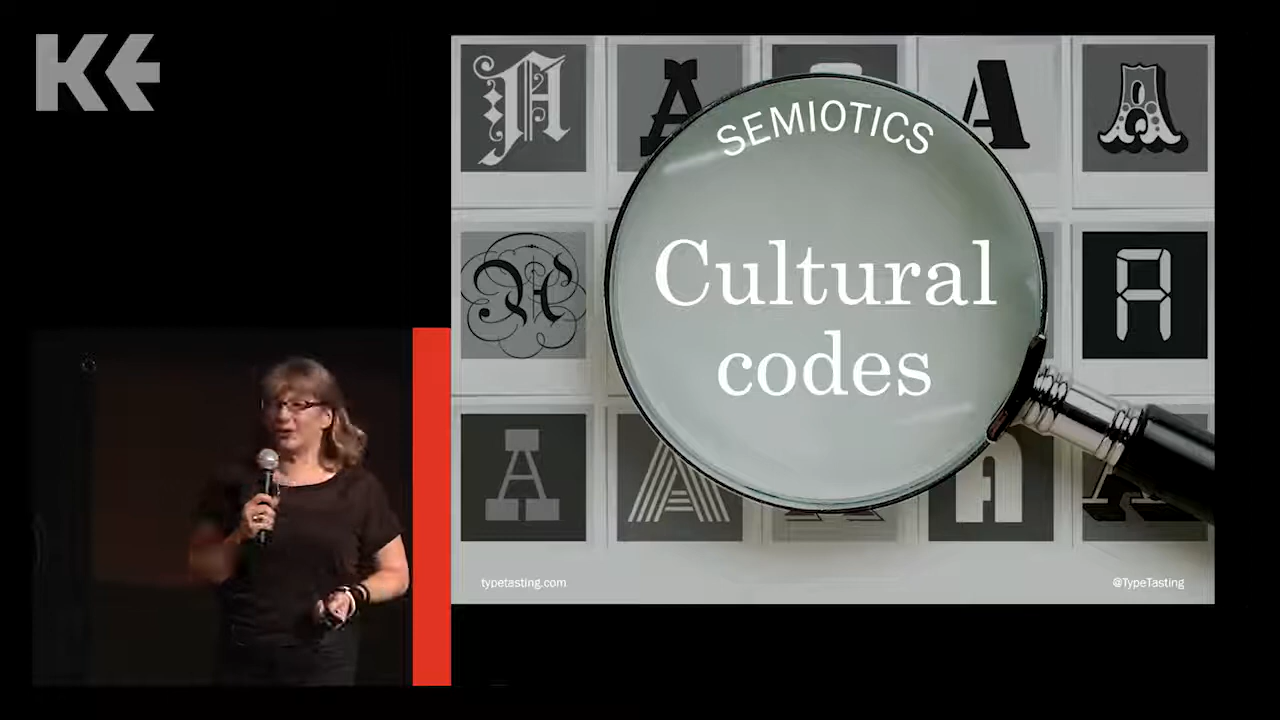 KE
SEMIOTICS
Cultural
codes
A A A A
A A
A A A A
typetasting.com
@TypeTasting